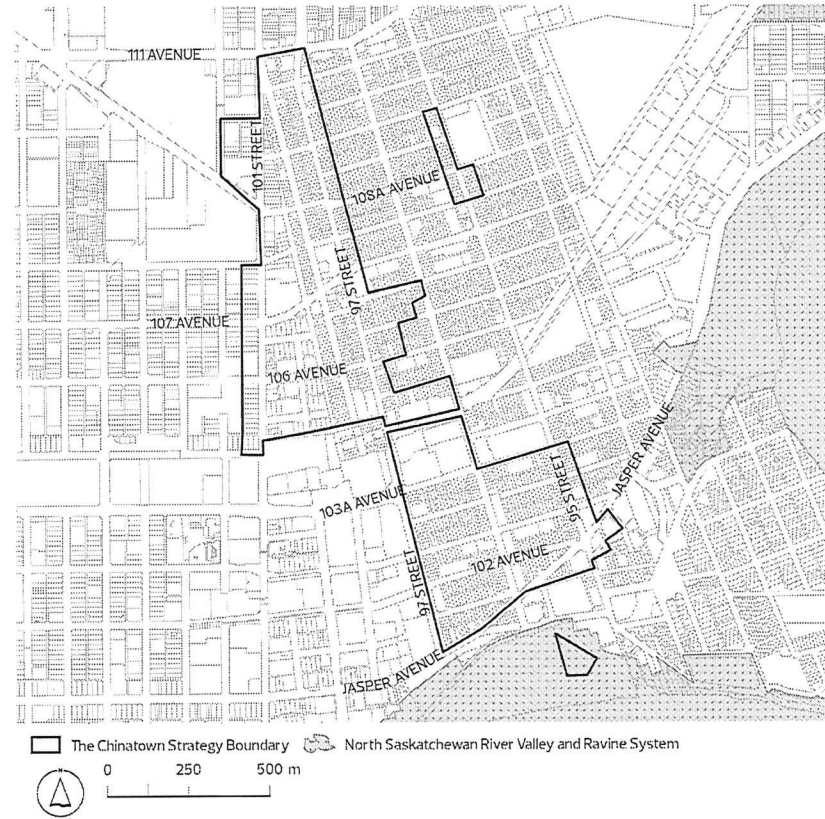 111 AVENUE
101 STREET
108A AVENUE
97 STREET
107 AVENUE
106 AVENUE
JASPER AVENUE
95 STREET
103A AVENUE
102 AVENUE
97 STREET
JASPER AVENUE
The Chinatown Strategy Boundary North Saskatchewan River Valley and Ravine System
N
0 250 500 m